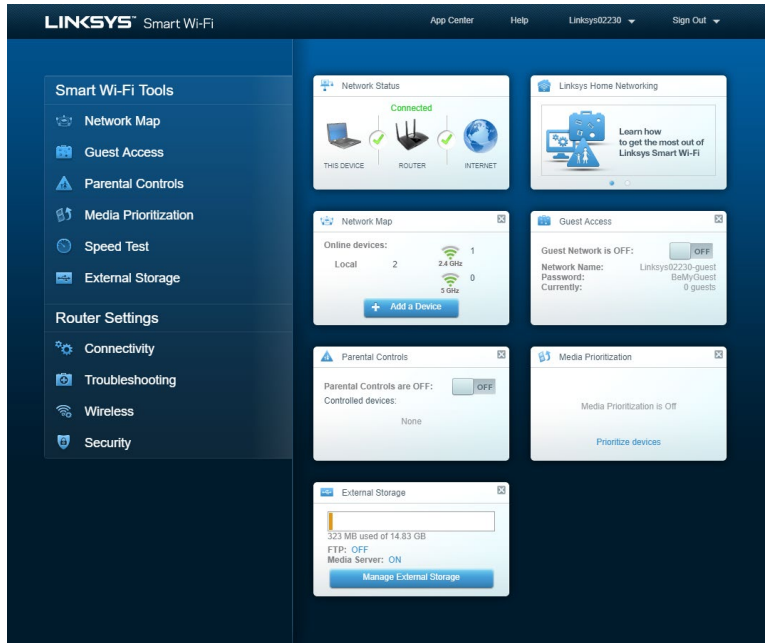 LINKSYS Smart Wi-Fi
App Center Help Linksys02230 Sign Out
Smart Wi-Fi Tools
Network Map
Guest Access
Parental Controls
Media Prioritization
Speed Test
External Storage
Router Settings
Connectivity
Troubleshooting
Wireless
Security
Network Status
Connected
THIS DEVICE ROUTER INTERNET
Linksys Home Networking
Learn how
to get the most out of
Linksys Smart Wi-Fi
Network Map
Online devices:
Local 2
1
2.4 GHz
0
5 GHz
+ Add a Device
Guest Access
Guest Network is OFF: OFF
Network Name: Linksys02230-guest
Password: BeMyGuest
Currently: 0 guests
Parental Controls
Parental Controls are OFF: OFF
Controlled devices:
None
Media Prioritization
Media Prioritization is Off
Prioritize devices
External Storage
323 MB used of 14.83 GB
FTP: OFF
Media Server: ON
Manage External Storage